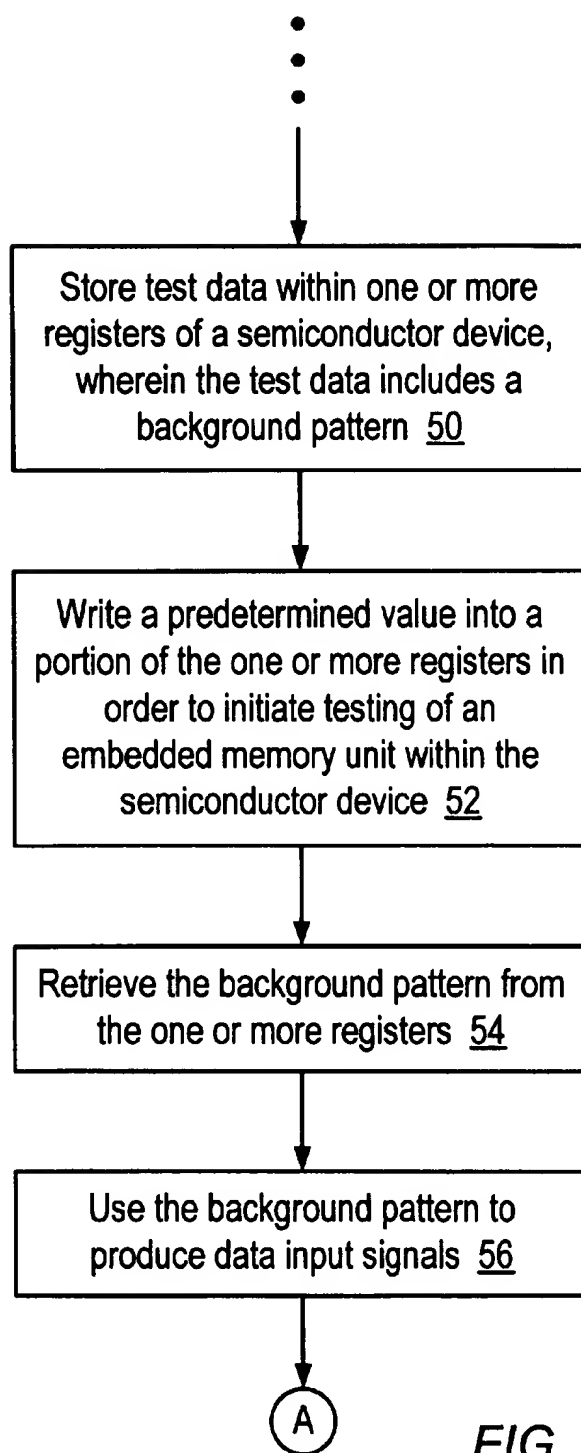 Store test data within one or more
registers of a semiconductor device,
wherein the test data includes a
background pattern 50
Write a predetermined value into a
portion of the one or more registers in
order to initiate testing of an
embedded memory unit within the
semiconductor device 52
Retrieve the background pattern from
the one or more registers 54
Use the background pattern to
produce data input signals 56
A
FIG